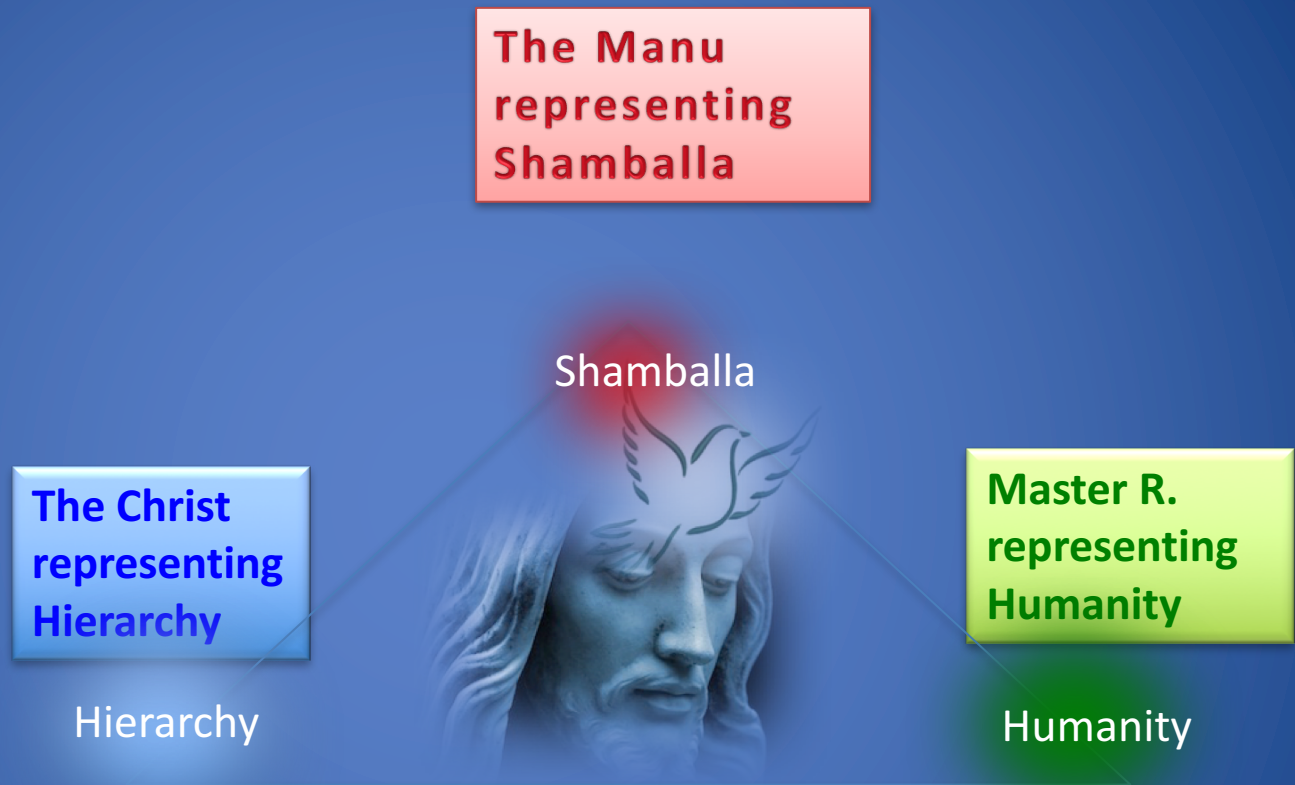 The Manu
representing
Shamballa
Shamballa
The Christ
representing
Hierarchy
Master R.
representing
Humanity
Hierarchy
Humanity